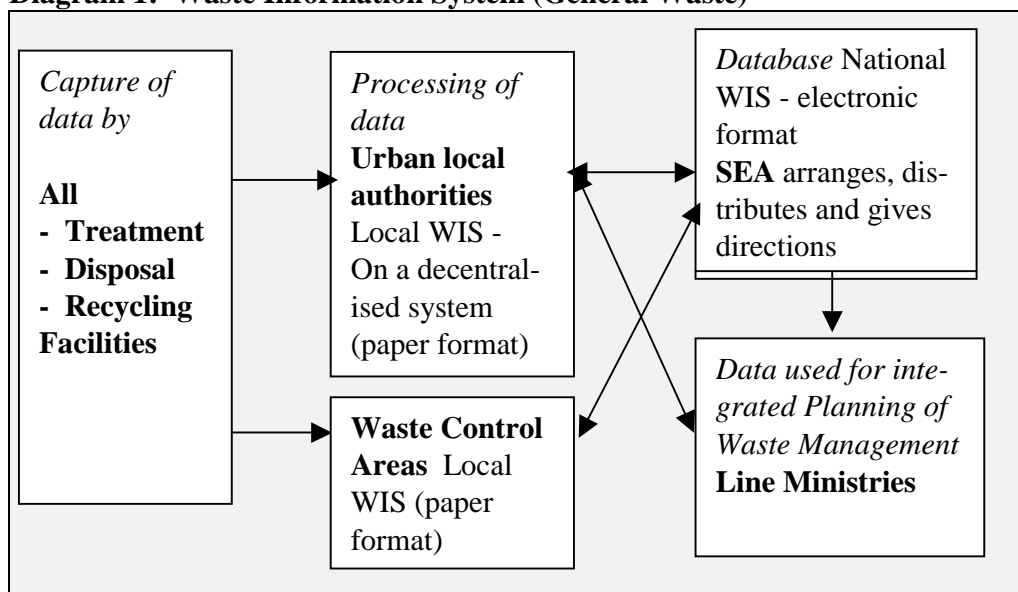 Diagram 1: Waste Information System (General Waste)
Capture of
data by
All
- Treatment
- Disposal
- Recycling
Facilities
Processing of
data
Urban local
authorities
Local WIS -
On a decentral-
ised system
(paper format)
Waste Control
Areas Local
WIS (paper
format)
Database National
WIS - electronic
format
SEA arranges, dis-
tributes and gives
directions
Data used for inte-
grated Planning of
Waste Management
Line Ministries